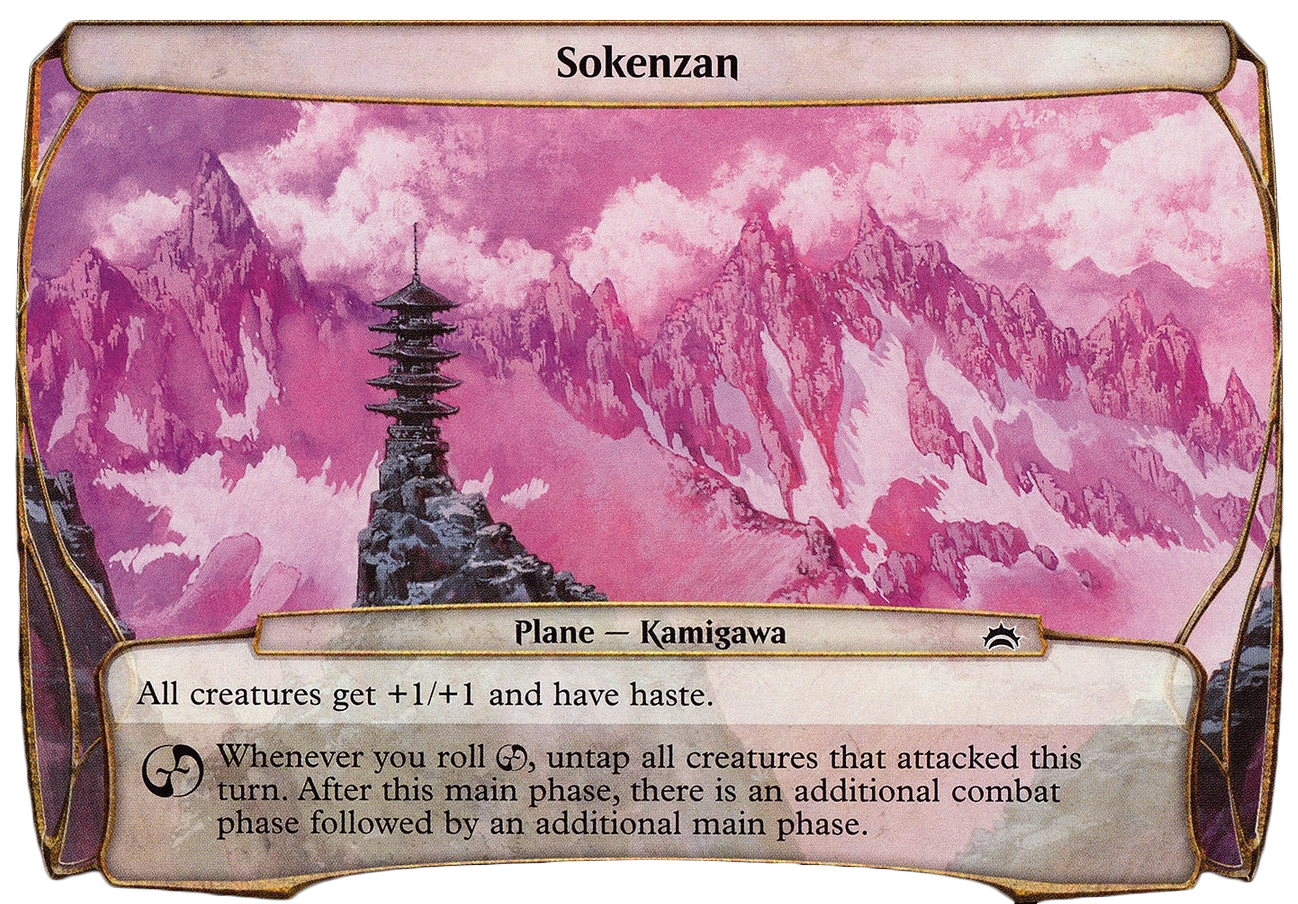 Sokenzan
Plane — Kamigawa
All creatures get +1/+1 and have haste.
Whenever you roll , untap all creatures that attacked this
turn. After this main phase, there is an additional combat
phase followed by an additional main phase.